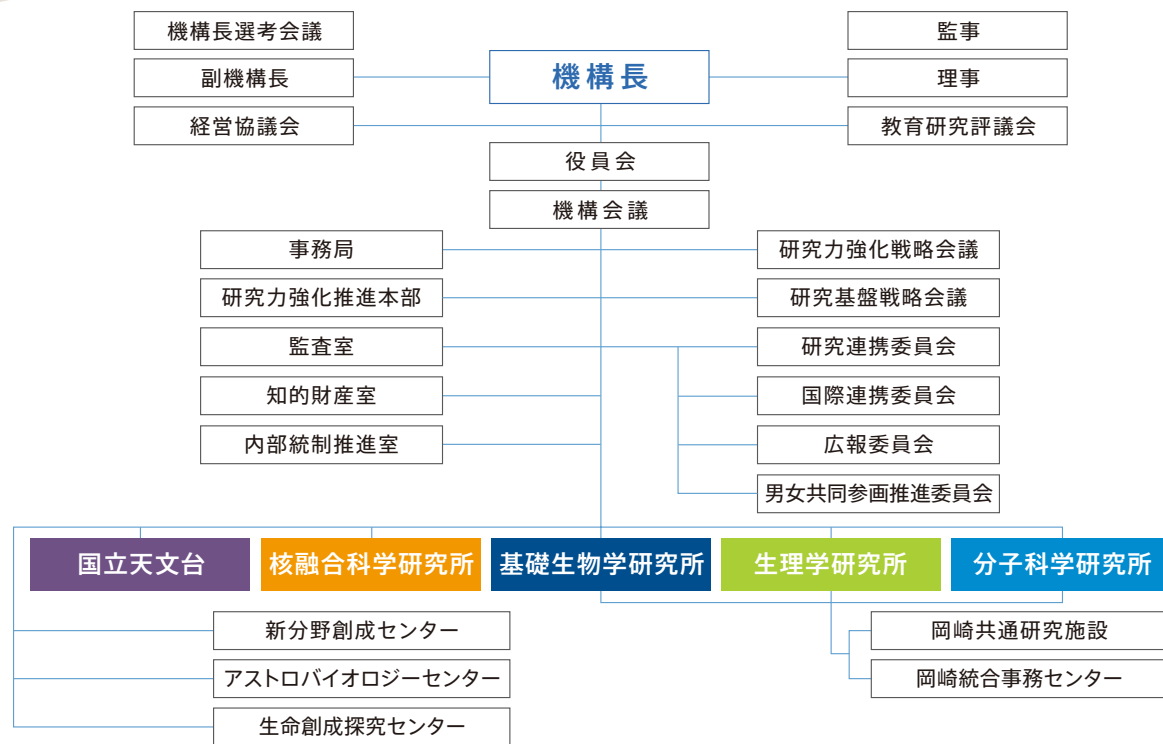 機構長選考会議
監事
副機構長
機構長
理事
経営協議会
教育研究評議会
役員会
機構会議
事務局
研究力強化戦略会議
研究力強化推進本部
研究基盤戦略会議
監査室
研究連携委員会
知的財産室
国際連携委員会
内部統制推進室
広報委員会
男女共同参画推進委員会
国立天文台
核融合科学研究所
基礎生物学研究所
生理学研究所
分子科学研究所
新分野創成センター
岡崎共通研究施設
アストロバイオロジーセンター
岡崎統合事務センター
生命創成探究センター